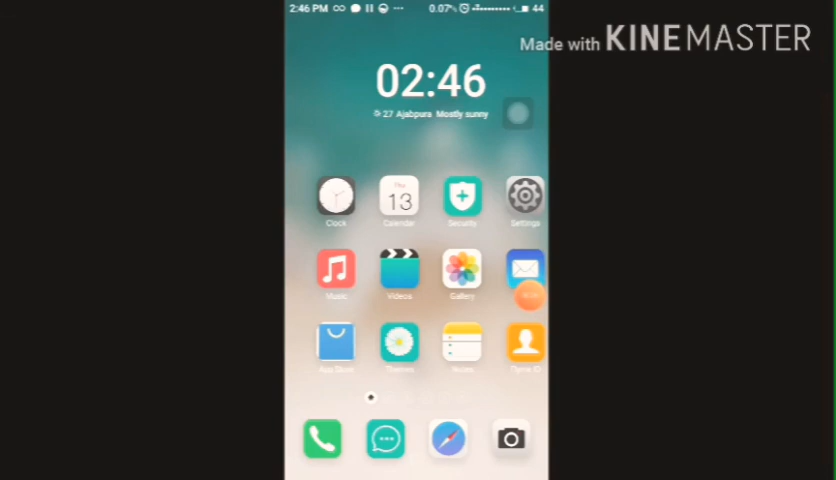 2:46 PM
0.07
44
Made with KINEMASTER
02:46
27 Ajabpura Mostly sunny
Thu
13
Clock
Calendar
Security
Settings
Music
Videos
Gallery
App Store
Themes
Notes